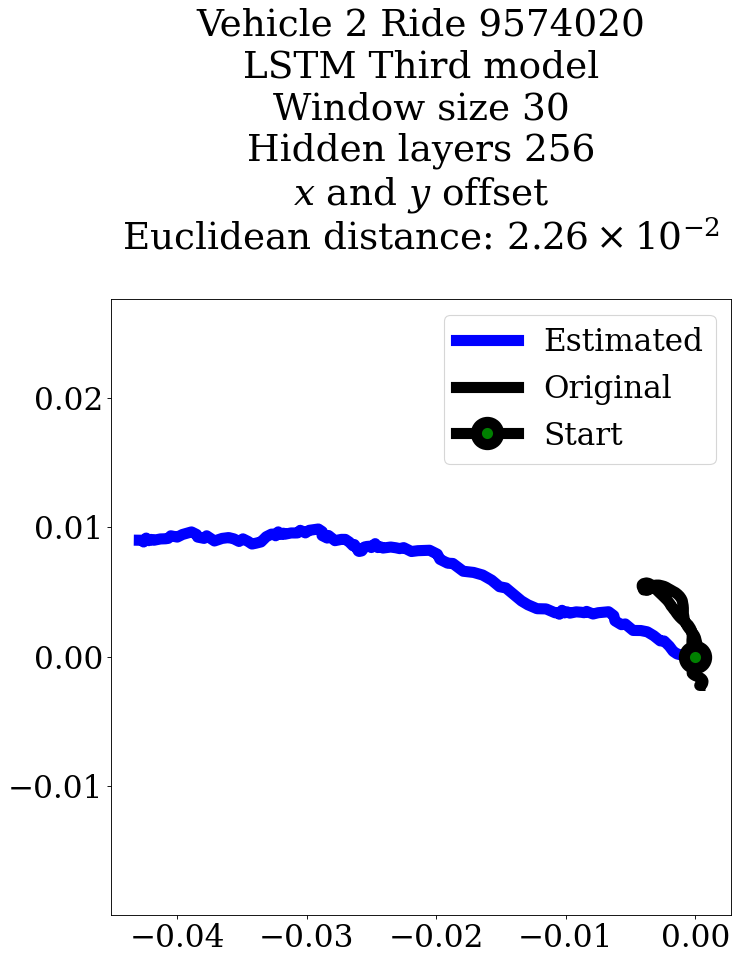 Vehicle 2 Ride 9574020
LSTM Third model
Window size 30
Hidden layers 256
x and y offset
Euclidean distance: 2.26 × 10⁻²
Estimated
Original
Start
0.02
0.01
0.00
−0.01
−0.04 −0.03 −0.02 −0.01 0.00